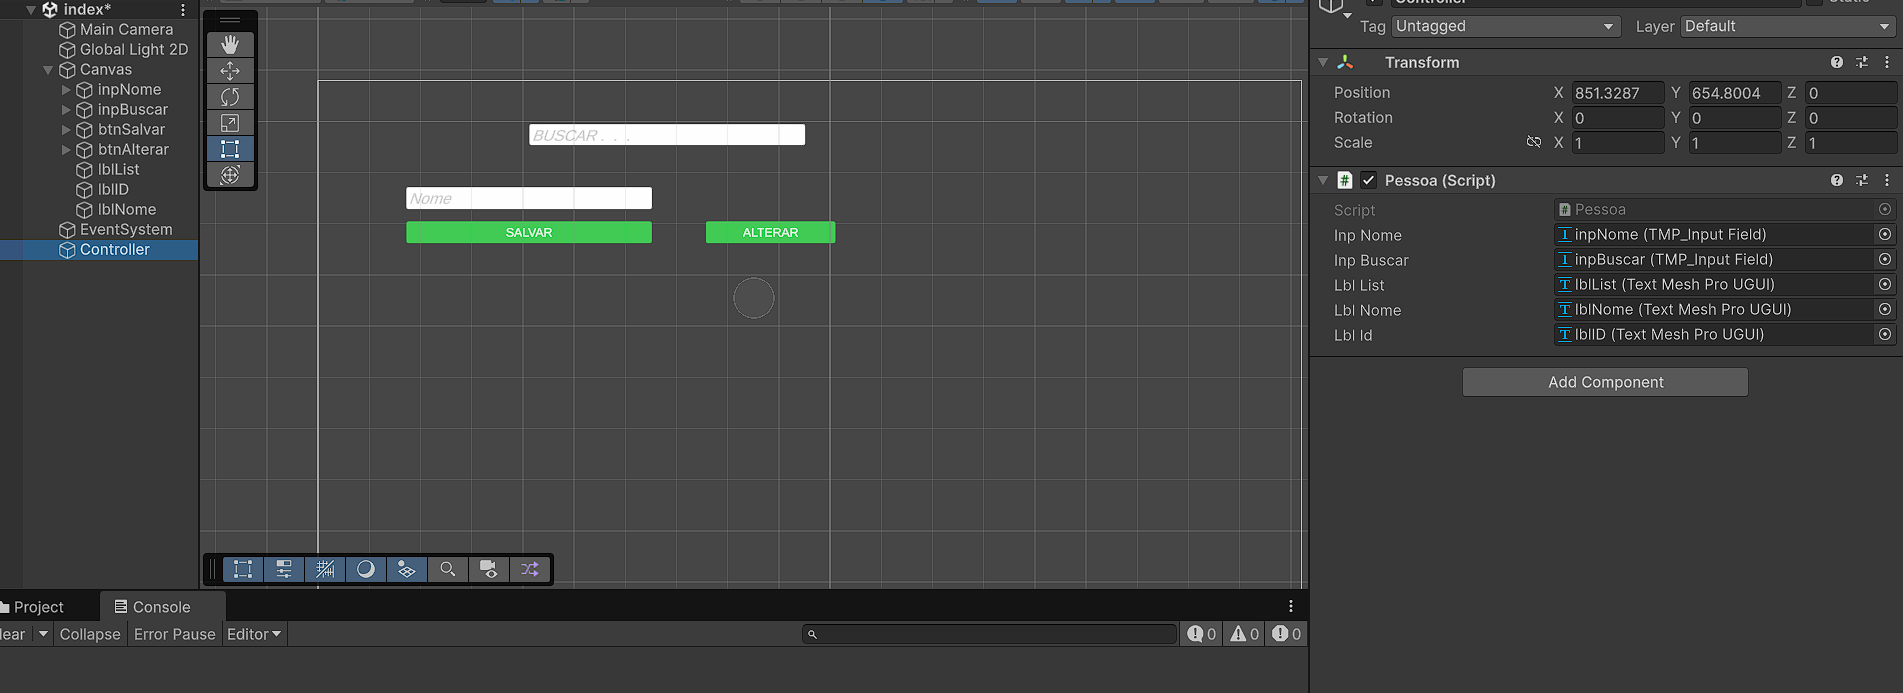 index*
Main Camera
Global Light 2D
Canvas
inpNome
inpBuscar
btnSalvar
btnAlterar
lblList
lblID
lblNome
EventSystem
Controller
BUSCAR . . .
Nome
SALVAR
ALTERAR
Controller
Static
Tag Untagged Layer Default
Transform
Position X 851.3287 Y 654.8004 Z 0
Rotation X 0 Y 0 Z 0
Scale X 1 Y 1 Z 1
# Pessoa (Script)
Script # Pessoa
Inp Nome inpNome (TMP_Input Field)
Inp Buscar inpBuscar (TMP_Input Field)
Lbl List lblList (Text Mesh Pro UGUI)
Lbl Nome lblNome (Text Mesh Pro UGUI)
Lbl Id lblID (Text Mesh Pro UGUI)
Add Component
Project Console
lear Collapse Error Pause Editor 0 0 0